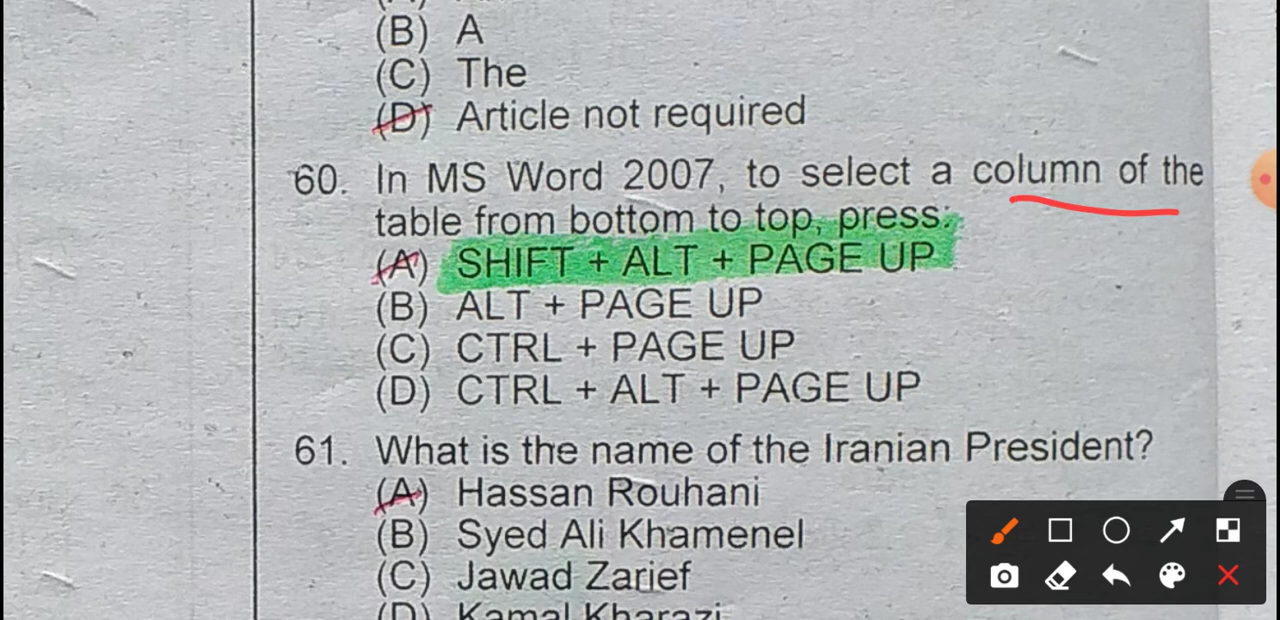 (B) A
(C) The
(D) Article not required
60. In MS Word 2007, to select a column of the
table from bottom to top, press:
(A) SHIFT + ALT + PAGE UP
(B) ALT + PAGE UP
(C) CTRL + PAGE UP
(D) CTRL + ALT + PAGE UP
61. What is the name of the Iranian President?
(A) Hassan Rouhani
(B) Syed Ali Khamenel
(C) Jawad Zarief
(D) Kamal Kharazi